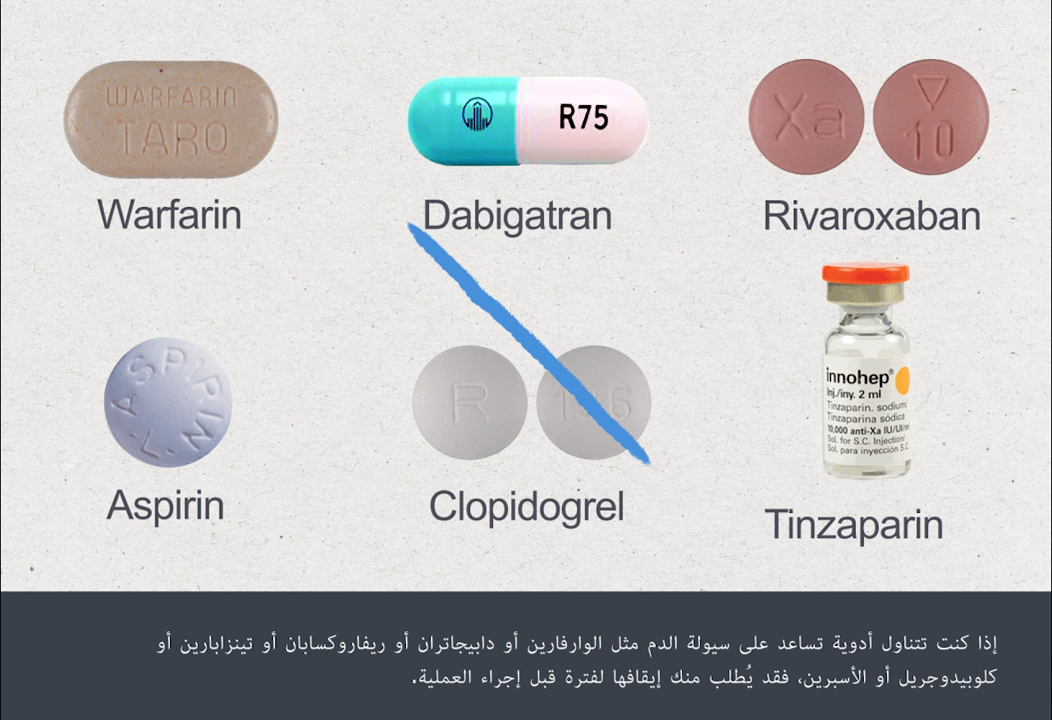 WARFARIN
TARO
R75
Xa
10
Warfarin
Dabigatran
Rivaroxaban
ASPIRIN
R
innohep®
Inj./iny. 2 ml
Tinzaparin. sodium/
Tinzaparina sódica
10,000 anti-Xa IU/UI/ml
Sol. for S.C. Injection/
Sol. para inyección S.C.
Aspirin
Clopidogrel
Tinzaparin
إذا كنت تتناول أدوية تساعد على سيولة الدم مثل الوارفارين أو دابيجاتران أو ريفاروكسابان أو تينزابارين أو
كلوبيدوجريل أو الأسبرين، فقد يُطلب منك إيقافها لفترة قبل إجراء العملية.